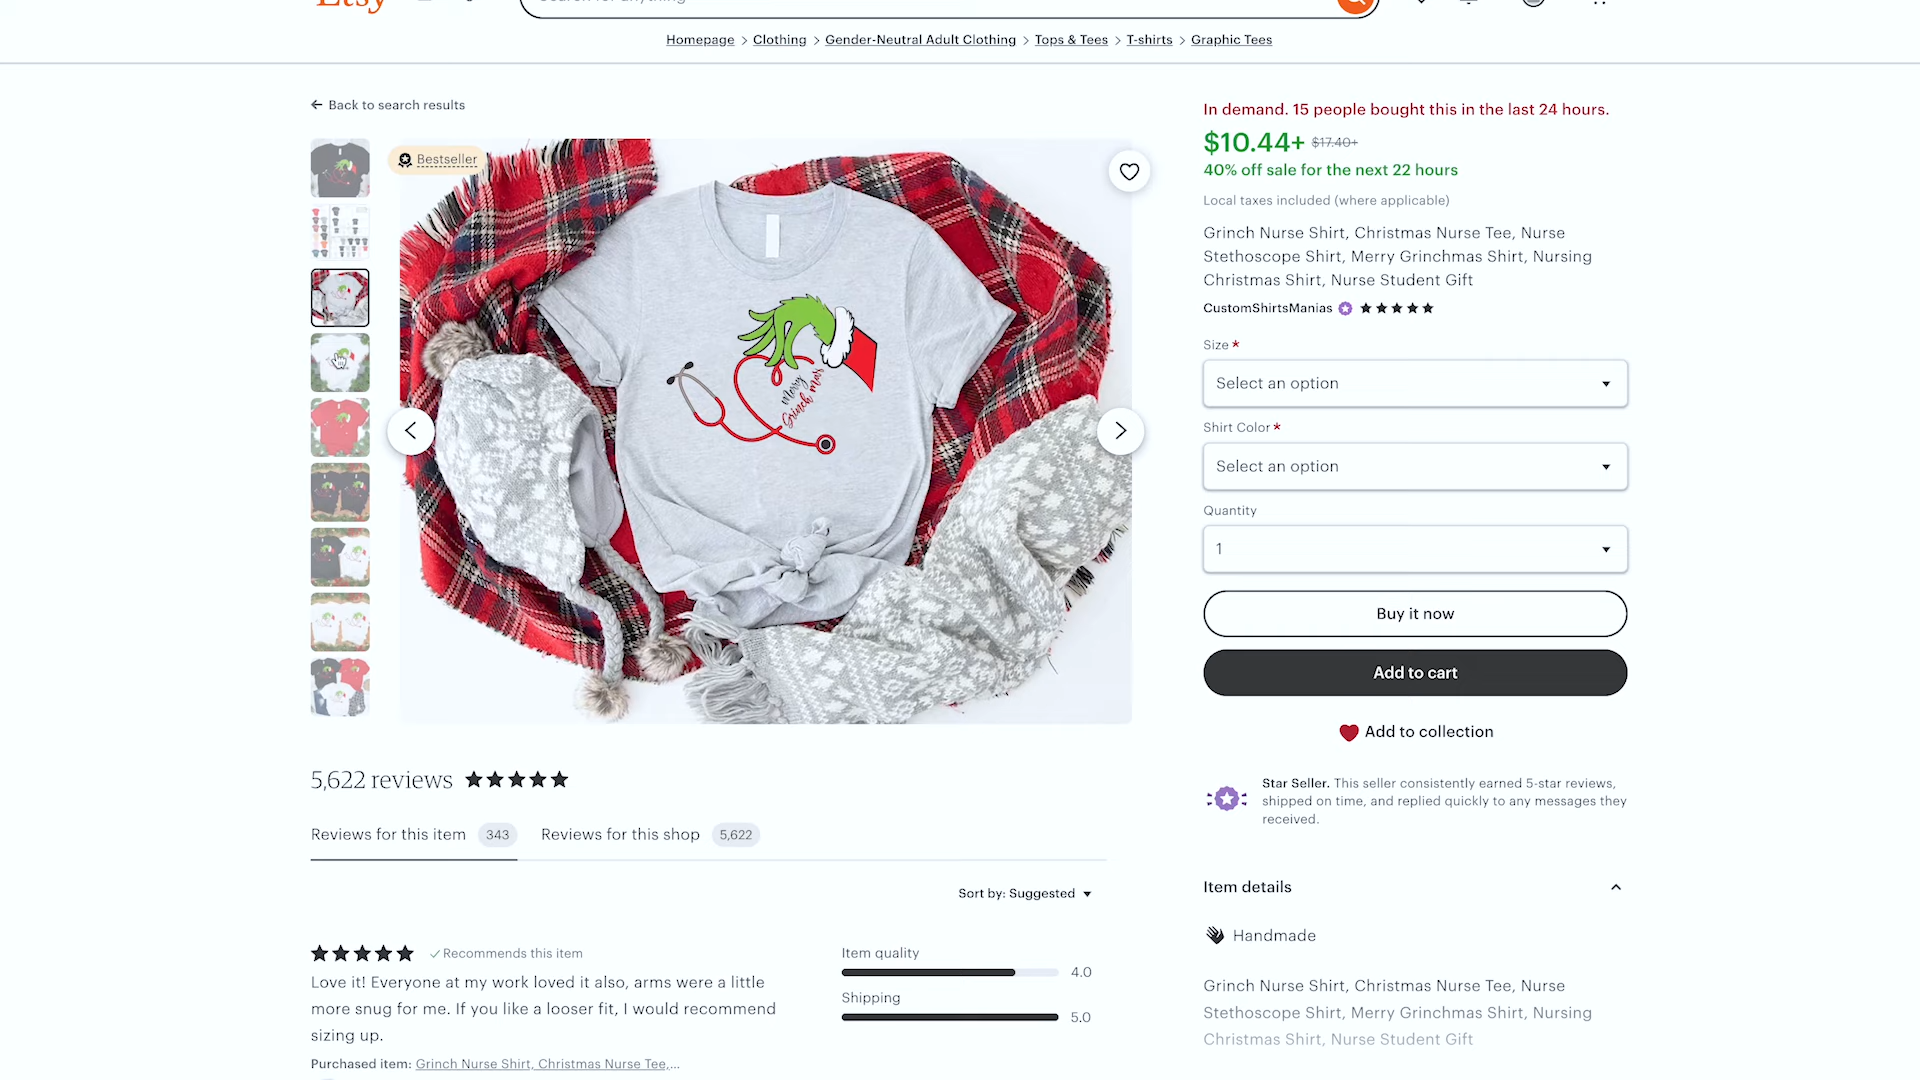 Etsy
Homepage > Clothing > Gender-Neutral Adult Clothing > Tops & Tees > T-shirts > Graphic Tees
← Back to search results
Bestseller
Merry
Grinch mas
In demand. 15 people bought this in the last 24 hours.
$10.44+ $17.40+
40% off sale for the next 22 hours
Local taxes included (where applicable)
Grinch Nurse Shirt, Christmas Nurse Tee, Nurse
Stethoscope Shirt, Merry Grinchmas Shirt, Nursing
Christmas Shirt, Nurse Student Gift
CustomShirtsManias
Size *
Select an option
Shirt Color *
Select an option
Quantity
1
Buy it now
Add to cart
Add to collection
Star Seller. This seller consistently earned 5-star reviews,
shipped on time, and replied quickly to any messages they
received.
Item details
Handmade
Grinch Nurse Shirt, Christmas Nurse Tee, Nurse
Stethoscope Shirt, Merry Grinchmas Shirt, Nursing
Christmas Shirt, Nurse Student Gift
5,622 reviews
Reviews for this item 343 Reviews for this shop 5,622
Sort by: Suggested
Recommends this item
Love it! Everyone at my work loved it also, arms were a little
more snug for me. If you like a looser fit, I would recommend
sizing up.
Purchased item: Grinch Nurse Shirt, Christmas Nurse Tee,...
Item quality
4.0
Shipping
5.0